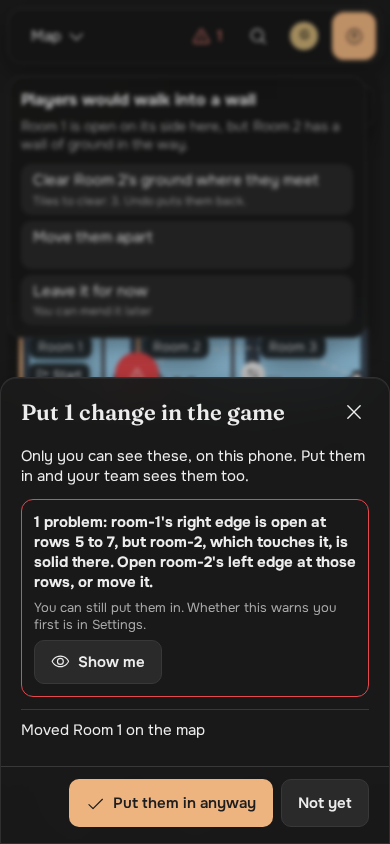 Map
1
Players would walk into a wall
Room 1 is open on its side here, but Room 2 has a
wall of ground in the way.
Clear Room 2's ground where they meet
Tiles to clear: 3. Undo puts them back.
Move them apart
Leave it for now
You can mend it later
Room 1
Room 2
Room 3
Start
Put 1 change in the game
Only you can see these, on this phone. Put them
in and your team sees them too.
1 problem: room-1's right edge is open at
rows 5 to 7, but room-2, which touches it, is
solid there. Open room-2's left edge at those
rows, or move it.
You can still put them in. Whether this warns you
first is in Settings.
Show me
Moved Room 1 on the map
Put them in anyway
Not yet